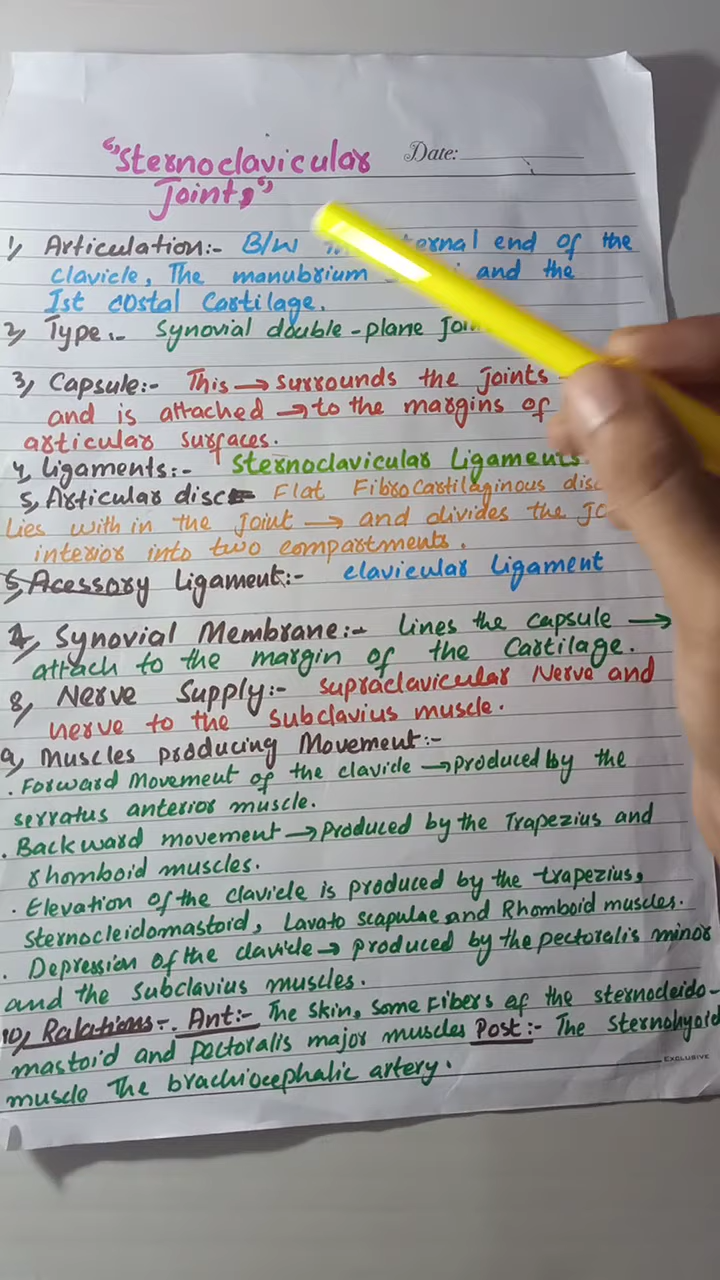 "Sternoclavicular Date:
Joint,"
1, Articulation:- B/W end of the
clavicle, The manubrium and the
Ist costal Cartilage.
2, Type:- Synovial double-plane
3, Capsule:- This → surrounds the joints
and is attached → to the margins of
articular surfaces.
4, Ligaments:- Sternoclavicular Ligaments
5, Articular disc- Flat Fibrocartilaginous disc
Lies with in the joint → and divides the
interior into two compartments.
5, Acessory Ligament:- clavicular ligament
7, Synovial Membrane:- Lines the capsule →
attach to the margin of the Cartilage.
8, Nerve Supply:- supraclavicular Nerve and
nerve to the Subclavius muscle.
9, Muscles producing Movement:-
. Forward Movement of the clavicle → produced by the
serratus anterior muscle.
. Backward movement → Produced by the Trapezius and
rhomboid muscles.
. Elevation of the clavicle is produced by the trapezius,
Sternocleidomastoid, Lavato scapulae and Rhomboid muscles.
. Depression of the clavicle → produced by the pectoralis minor
and the subclavius muscles.
10, Ralations-. Ant:- The skin, some Fibers of the sternocleido-
mastoid and pectoralis major muscles Post:- The Sternohyoid
EXCLUSIVE
muscle The brachiocephalic artery.